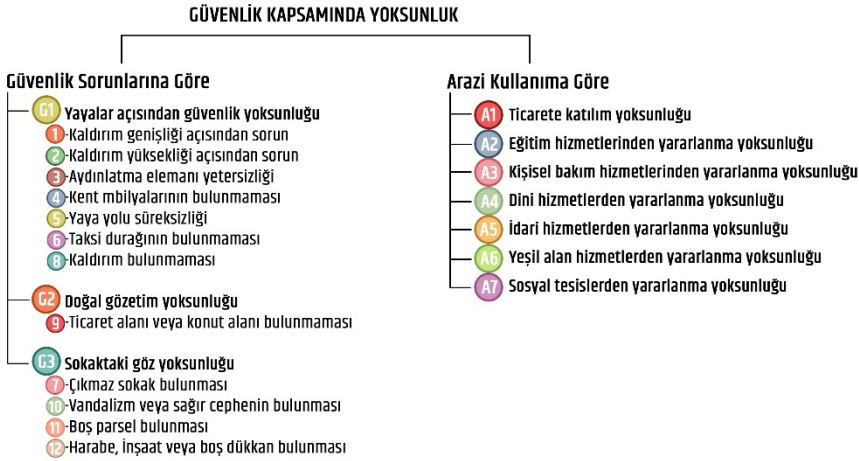 GÜVENLİK KAPSAMINDA YOKSUNLUK
Güvenlik Sorunlarına Göre
G1 Yayalar açısından güvenlik yoksunluğu
1-Kaldırım genişliği açısından sorun
2-Kaldırım yüksekliği açısından sorun
3-Aydınlatma elemanı yetersizliği
4-Kent mbilyalarının bulunmaması
5-Yaya yolu süreksizliği
6-Taksi durağının bulunmaması
8-Kaldırım bulunmaması
G2 Doğal gözetim yoksunluğu
9-Ticaret alanı veya konut alanı bulunmaması
G3 Sokaktaki göz yoksunluğu
7-Çıkmaz sokak bulunması
10-Vandalizm veya sağır cephenin bulunması
11-Boş parsel bulunması
12-Harabe, İnşaat veya boş dükkan bulunması
Arazi Kullanıma Göre
A1 Ticarete katılım yoksunluğu
A2 Eğitim hizmetlerinden yararlanma yoksunluğu
A3 Kişisel bakım hizmetlerinden yararlanma yoksunluğu
A4 Dini hizmetlerden yararlanma yoksunluğu
A5 İdari hizmetlerden yararlanma yoksunluğu
A6 Yeşil alan hizmetlerden yararlanma yoksunluğu
A7 Sosyal tesislerden yararlanma yoksunluğu